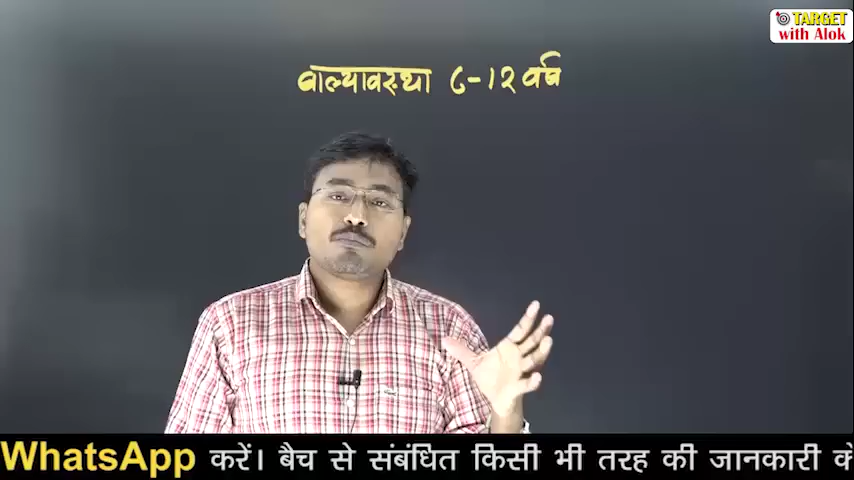 TARGET
with Alok
बाल्यावस्था 6-12 वर्ष
WhatsApp करें। बैच से संबंधित किसी भी तरह की जानकारी के